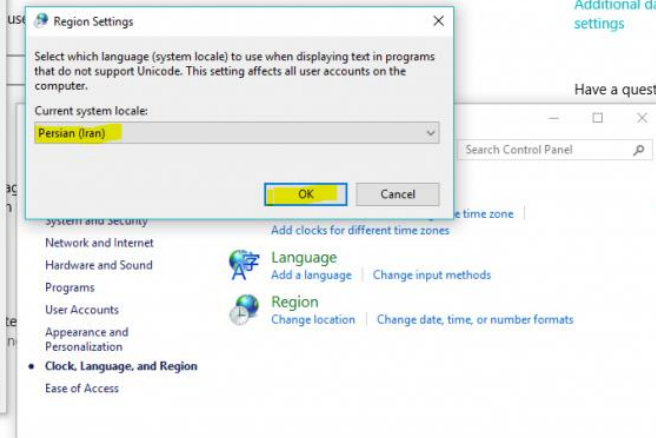 Region Settings
Select which language (system locale) to use when displaying text in programs
that do not support Unicode. This setting affects all user accounts on the
computer.
Current system locale:
Persian (Iran)
OK Cancel
Additional da
settings
Have a quest
Search Control Panel
System and Security
Network and Internet
Hardware and Sound
Programs
User Accounts
Appearance and
Personalization
Clock, Language, and Region
Ease of Access
e time zone
Add clocks for different time zones
Language
Add a language Change input methods
Region
Change location Change date, time, or number formats